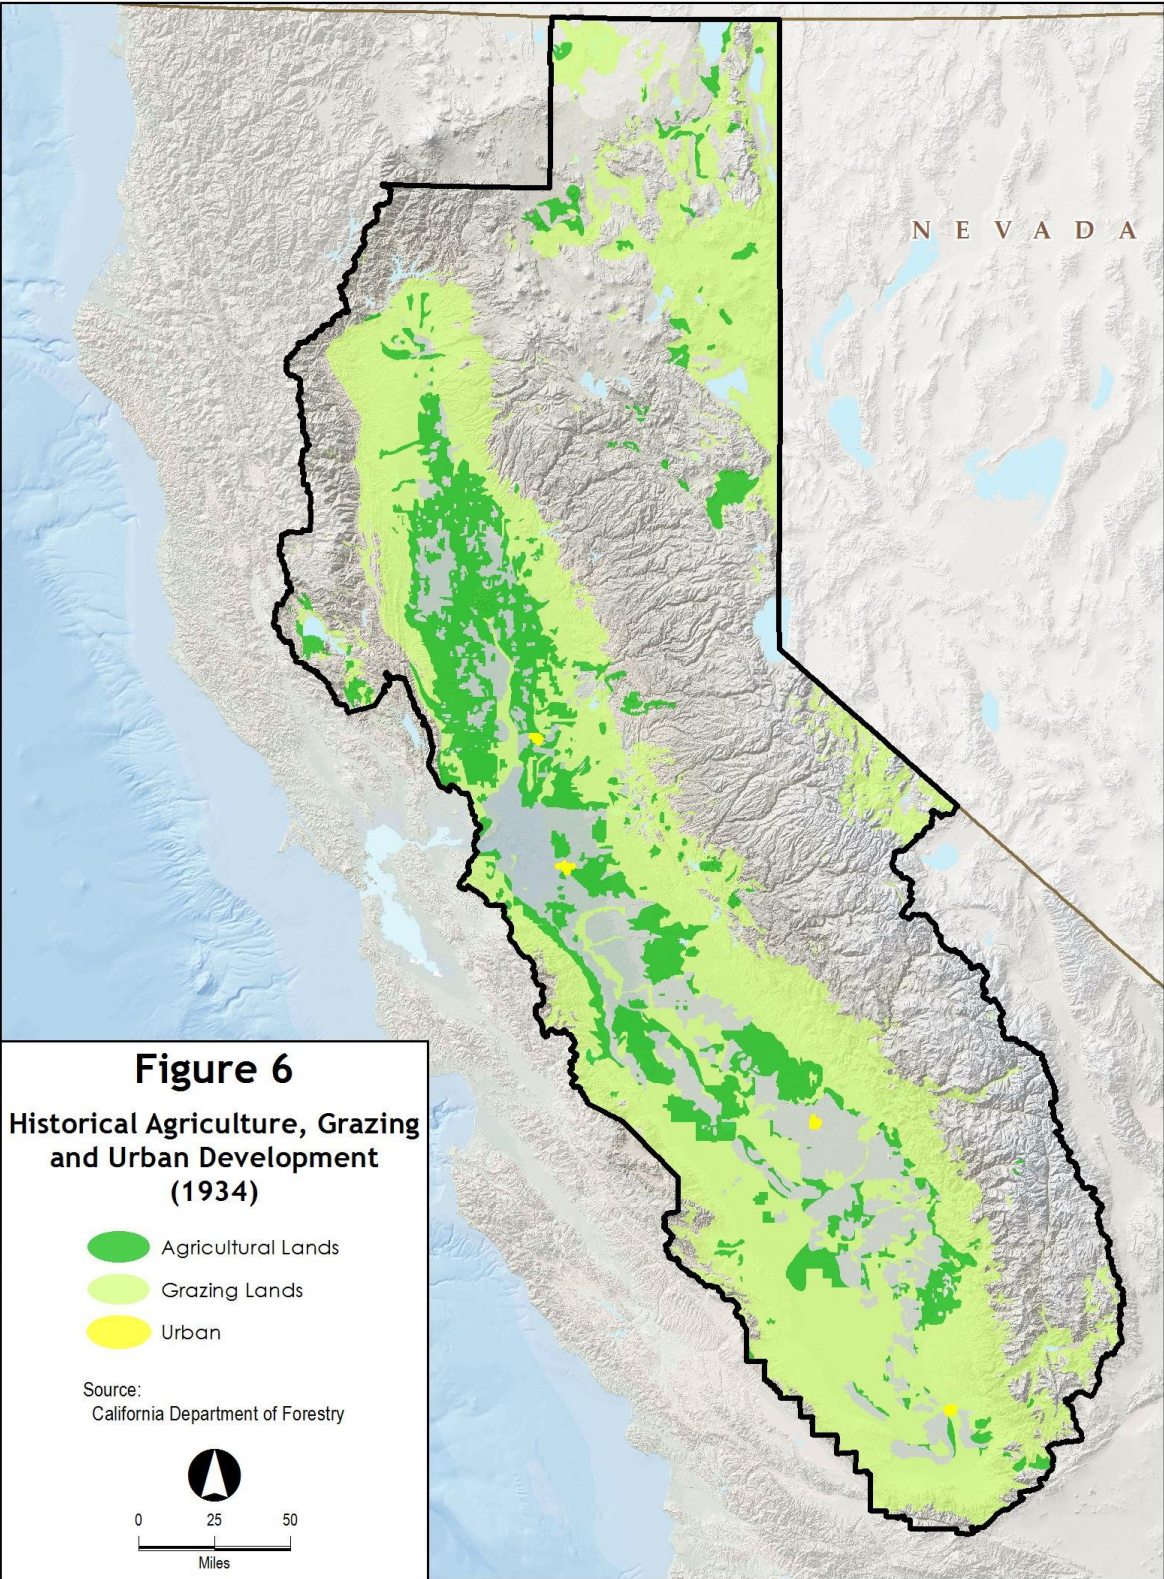 N E V A D A
Figure 6
Historical Agriculture, Grazing
and Urban Development
(1934)
Agricultural Lands
Grazing Lands
Urban
Source:
California Department of Forestry
0 25 50
Miles